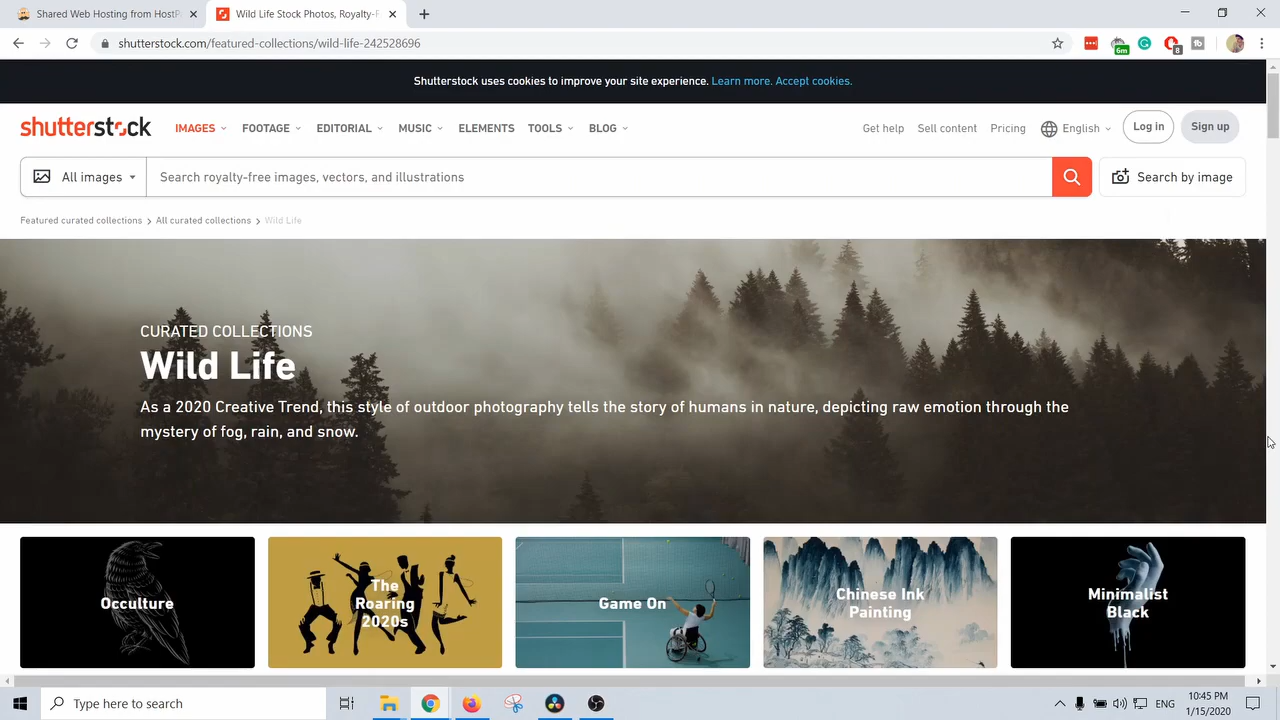 Shared Web Hosting from HostP
Wild Life Stock Photos, Royalty-F
shutterstock.com/featured-collections/wild-life-242528696
6m
8
Shutterstock uses cookies to improve your site experience. Learn more. Accept cookies.
shutterstock
IMAGES FOOTAGE EDITORIAL MUSIC ELEMENTS TOOLS BLOG
Get help Sell content Pricing English Log in Sign up
All images Search royalty-free images, vectors, and illustrations Search by image
Featured curated collections > All curated collections > Wild Life
CURATED COLLECTIONS
Wild Life
As a 2020 Creative Trend, this style of outdoor photography tells the story of humans in nature, depicting raw emotion through the
mystery of fog, rain, and snow.
Occulture
The
Roaring
2020s
Game On
Chinese Ink
Painting
Minimalist
Black
Type here to search
ENG
10:45 PM
1/15/2020